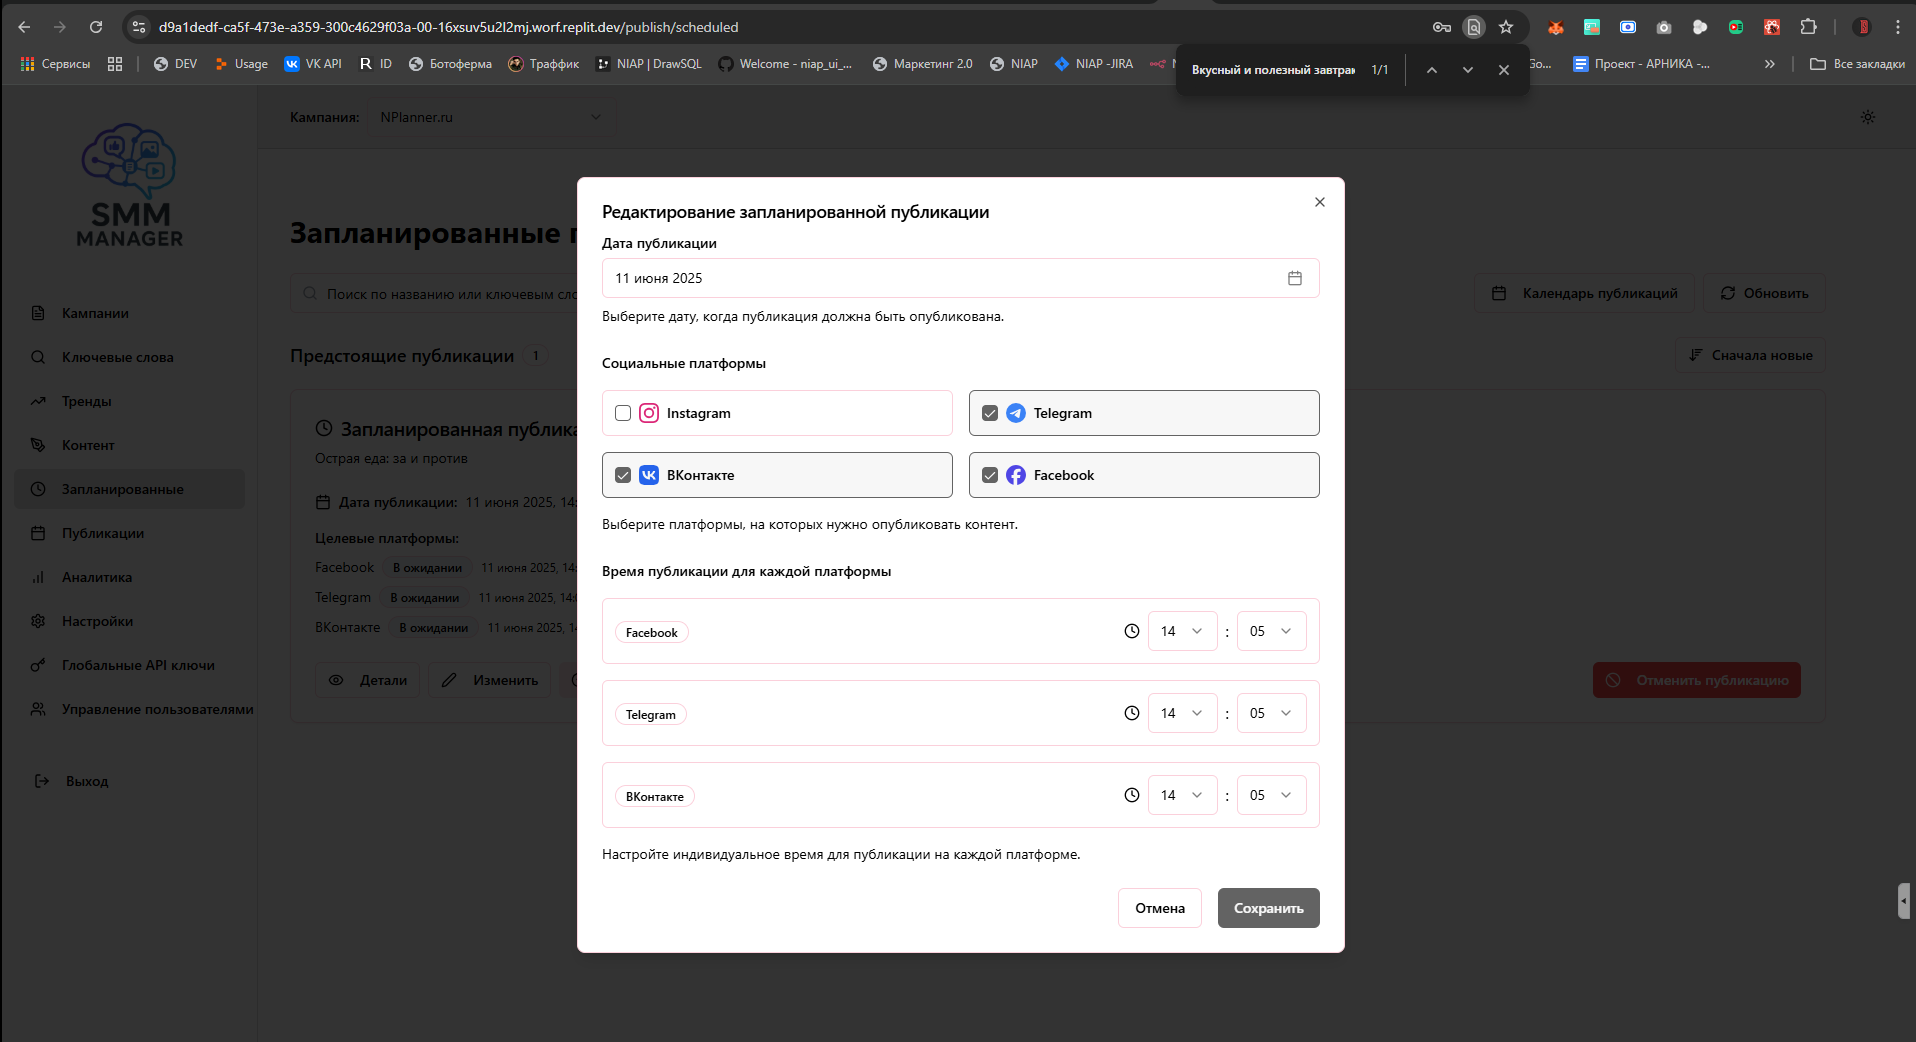 d9a1dedf-ca5f-473e-a359-300c4629f03a-00-16xsuv5u2l2mj.worf.replit.dev/publish/scheduled
Сервисы DEV Usage VK API ID Ботоферма Траффик NIAP | DrawSQL Welcome - niap_ui_... Маркетинг 2.0 NIAP NIAP -JIRA Проект - АРНИКА -... Все закладки
Вкусный и полезный завтрак 1/1
SMM
MANAGER
Кампании
Ключевые слова
Тренды
Контент
Запланированные
Публикации
Аналитика
Настройки
Глобальные API ключи
Управление пользователями
Выход
Кампания: NPlanner.ru
Запланированные
Поиск по названию или ключевым сло
Календарь публикаций Обновить
Предстоящие публикации 1
Сначала новые
Запланированная публика
Острая еда: за и против
Дата публикации: 11 июня 2025, 14:
Целевые платформы:
Facebook В ожидании 11 июня 2025, 14:
Telegram В ожидании 11 июня 2025, 14:
ВКонтакте В ожидании 11 июня 2025, 14
Детали Изменить
Отменить публикацию
Редактирование запланированной публикации
Дата публикации
11 июня 2025
Выберите дату, когда публикация должна быть опубликована.
Социальные платформы
Instagram Telegram
ВКонтакте Facebook
Выберите платформы, на которых нужно опубликовать контент.
Время публикации для каждой платформы
Facebook 14 : 05
Telegram 14 : 05
ВКонтакте 14 : 05
Настройте индивидуальное время для публикации на каждой платформе.
Отмена Сохранить